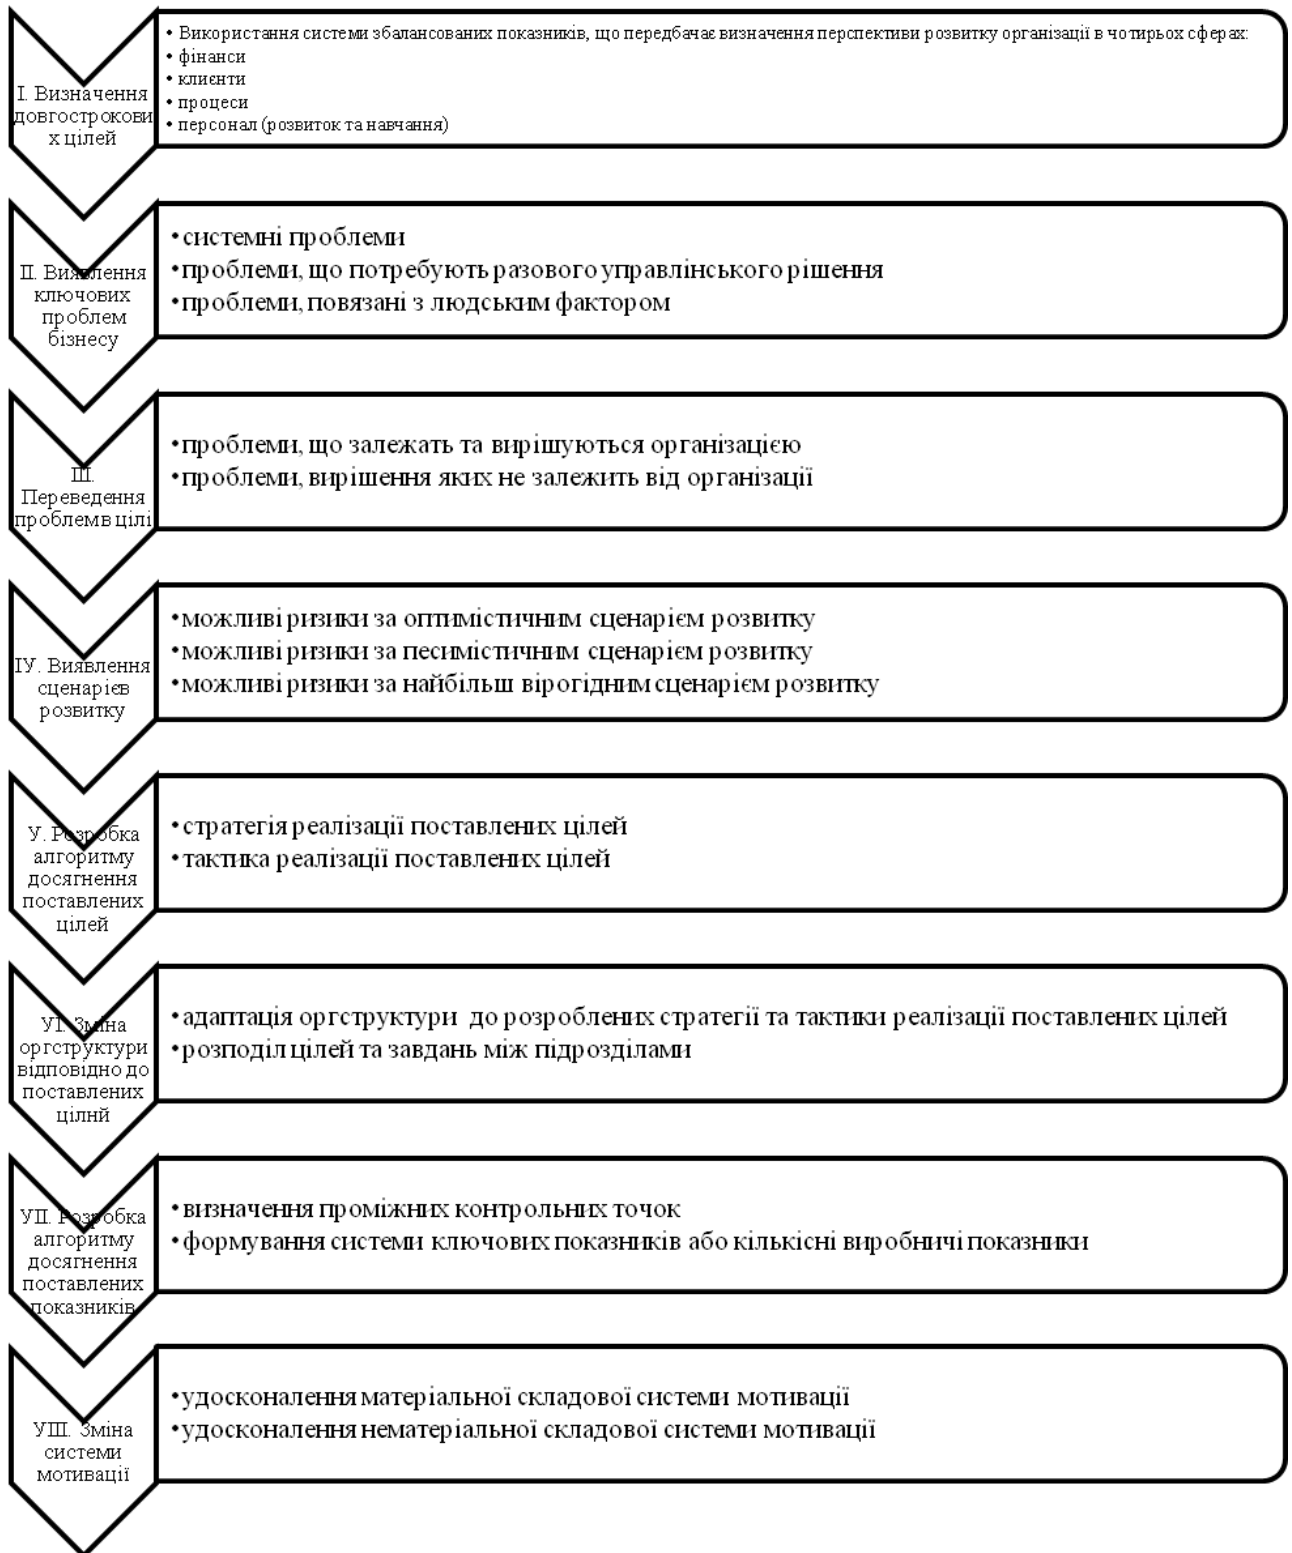 І. Визначення
довгострокови
х цілей
• Використання системи збалансованих показників, що передбачає визначення перспективи розвитку організації в чотирьох сферах:
• фінанси
• клиєнти
• процеси
• персонал (розвиток та навчання)
ІІ. Виявлення
ключових
проблем
бізнесу
• системні проблеми
• проблеми, що потребують разового управлінського рішення
• проблеми, повязані з людським фактором
ІІІ.
Переведення
проблем в цілі
• проблеми, що залежать та вирішуються організацією
• проблеми, вирішення яких не залежить від організації
ІУ. Виявлення
сценарієв
розвитку
• можливі ризики за оптимістичним сценарієм розвитку
• можливі ризики за песимістичним сценарієм розвитку
• можливі ризики за найбільш вірогідним сценарієм розвитку
У. Розробка
алгоритму
досягнення
поставлених
цілей
• стратегія реалізації поставлених цілей
• тактика реалізації поставлених цілей
УІ. Зміна
оргструктури
відповідно до
поставлених
цілнй
• адаптація оргструктури до розроблених стратегії та тактики реалізації поставлених цілей
• розподіл цілей та завдань між підрозділами
УІІ. Розробка
алгоритму
досягнення
поставлених
показників
• визначення проміжних контрольних точок
• формування системи ключових показників або кількісні виробничі показники
УІІІ. Зміна
системи
мотивації
• удосконалення матеріальної складової системи мотивації
• удосконалення нематеріальної складової системи мотивації